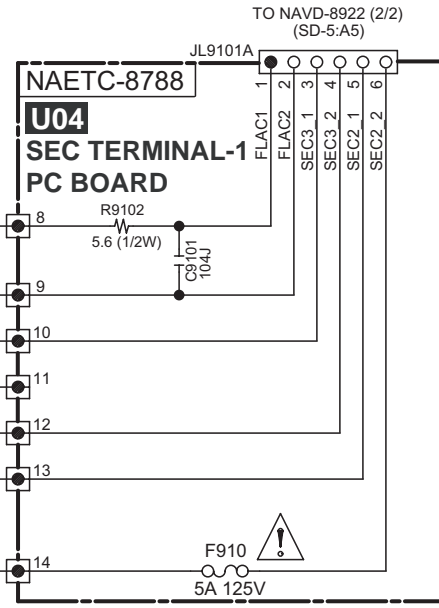 TO NAVD-8922 (2/2)
(SD-5:A5)
JL9101A
NAETC-8788
U04
SEC TERMINAL-1
PC BOARD
1
2
3
4
5
6
FLAC1
FLAC2
SEC3_1
SEC3_2
SEC2_1
SEC2_2
8
R9102
5.6 (1/2W)
C9101
104J
9
10
11
12
13
14
F910
!
5A 125V